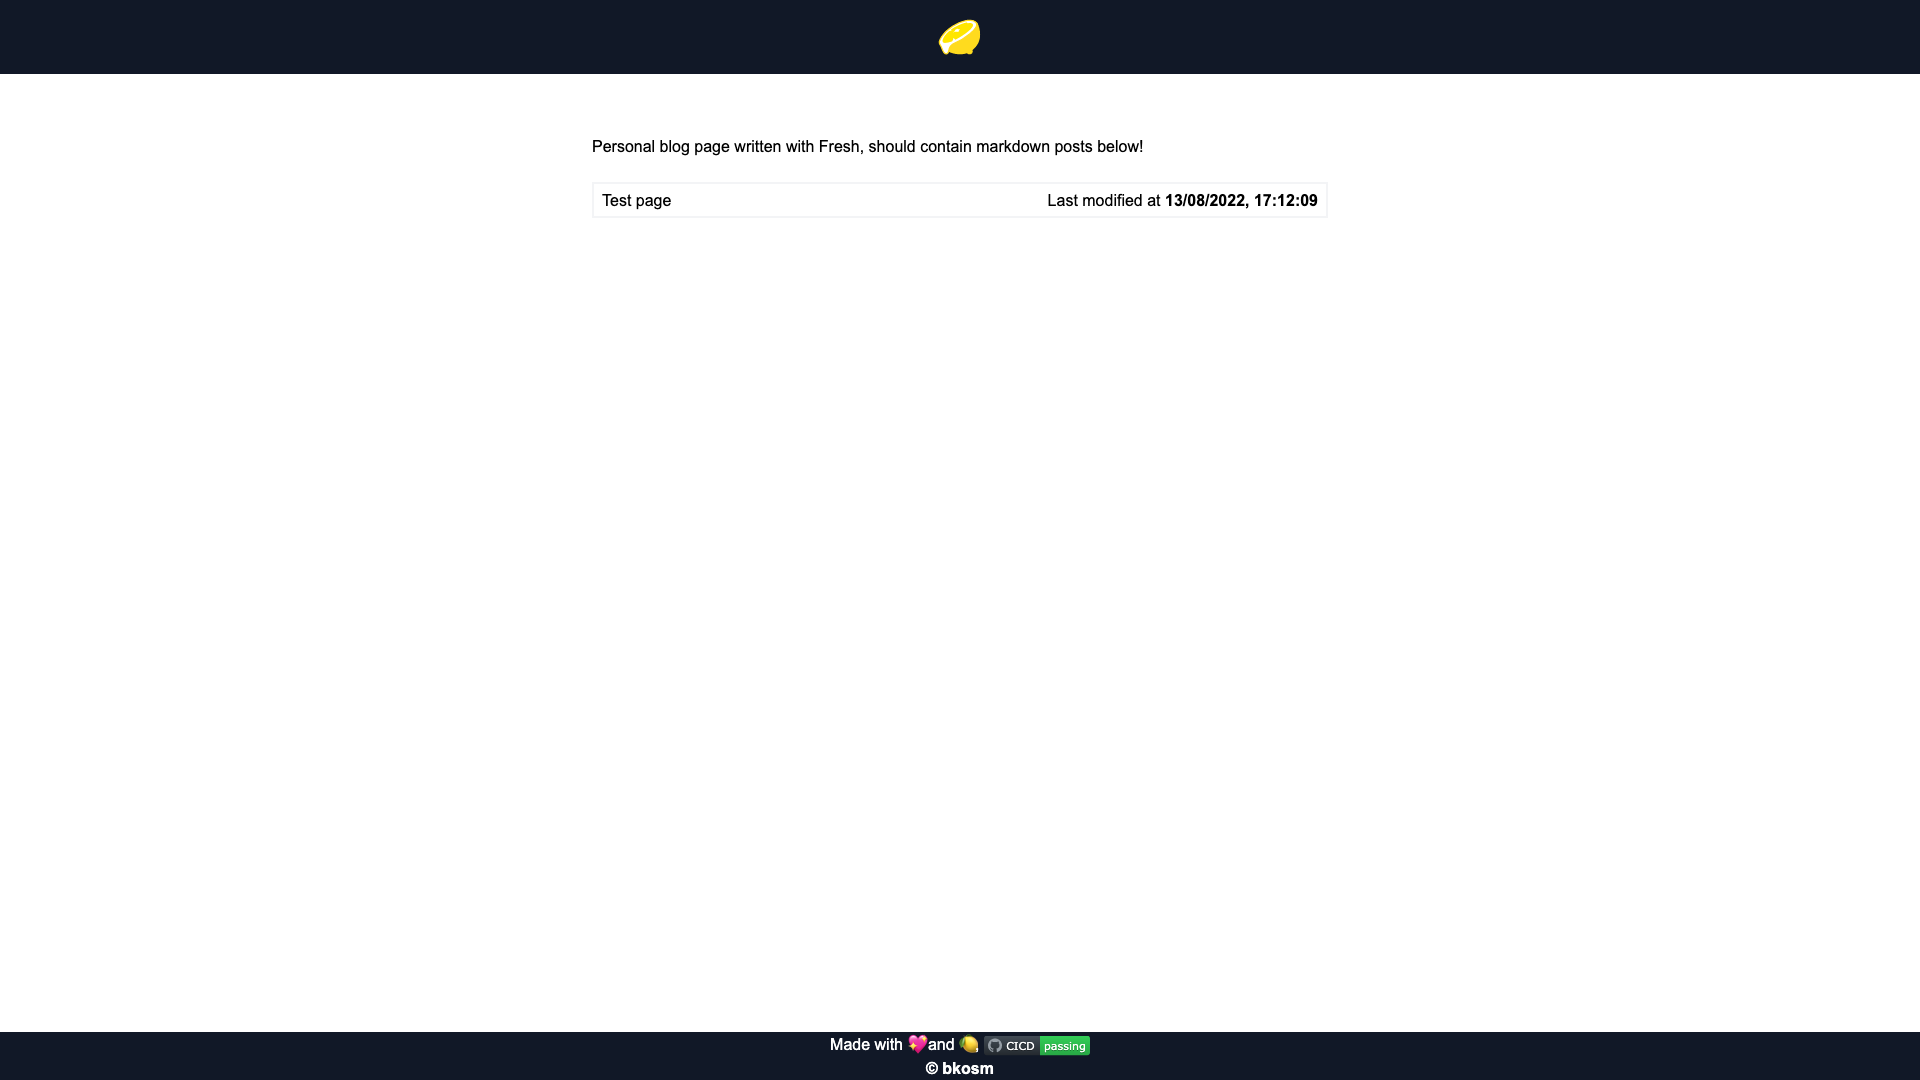 Personal blog page written with Fresh, should contain markdown posts below!
Test page Last modified at 13/08/2022, 17:12:09
Made with 💖and 🍋 CICD passing
© bkosm